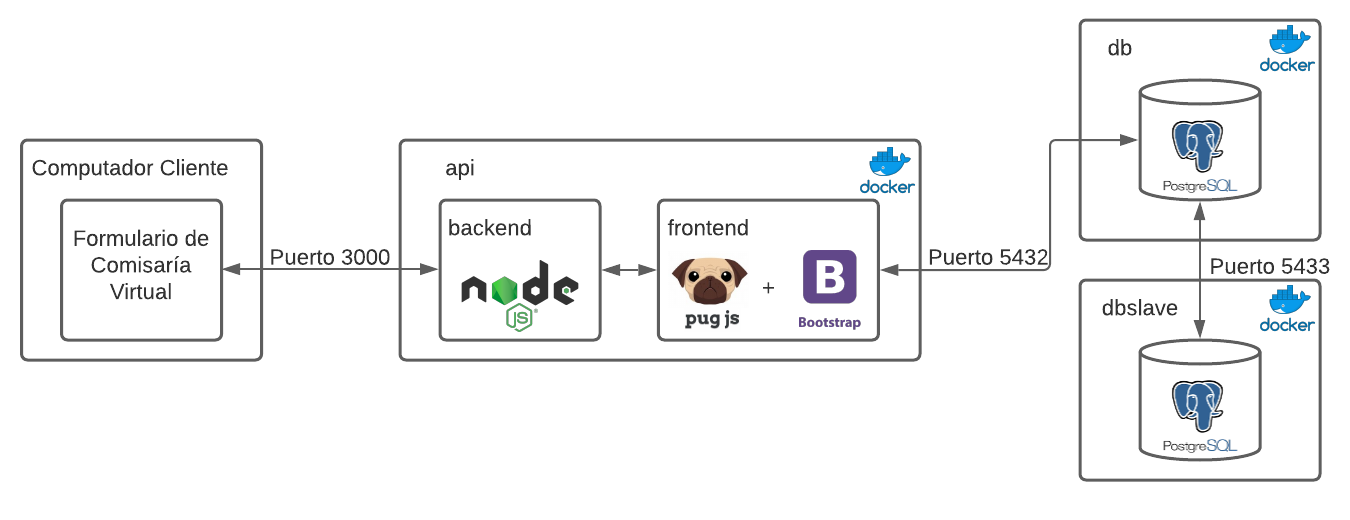 Computador Cliente
Formulario de
Comisaría
Virtual
Puerto 3000
api
docker
backend
node
JS
frontend
pug js
+
B
Bootstrap
Puerto 5432
db
docker
PostgreSQL
Puerto 5433
dbslave
docker
PostgreSQL